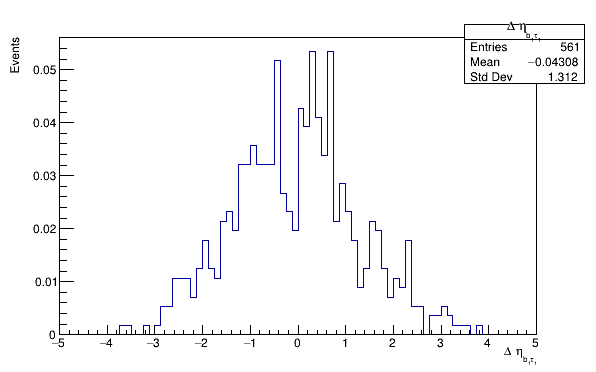 Δ η_{b₁τ₁}
Entries 561
Mean −0.04308
Std Dev 1.312
Events
0.05
0.04
0.03
0.02
0.01
0
−5 −4 −3 −2 −1 0 1 2 3 4 5
Δ η_{b₁τ₁}